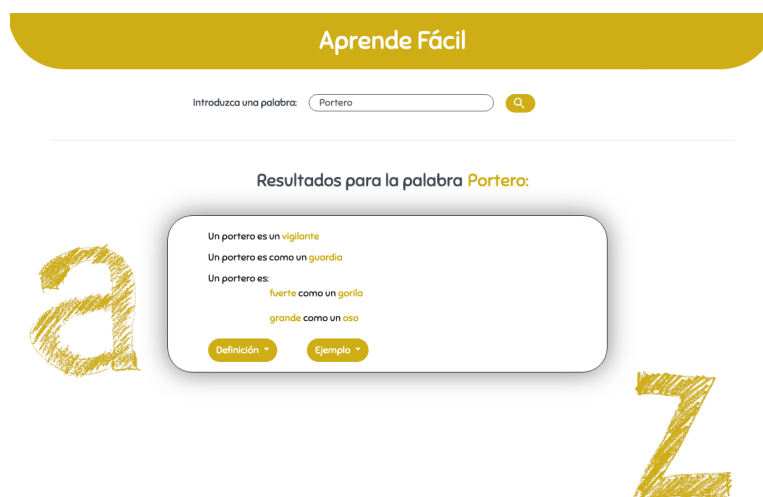 Aprende Fácil
Introduzca una palabra: Portero
Resultados para la palabra Portero:
Un portero es un vigilante
Un portero es como un guardia
Un portero es:
fuerte como un gorila
grande como un oso
Definición Ejemplo
a
z